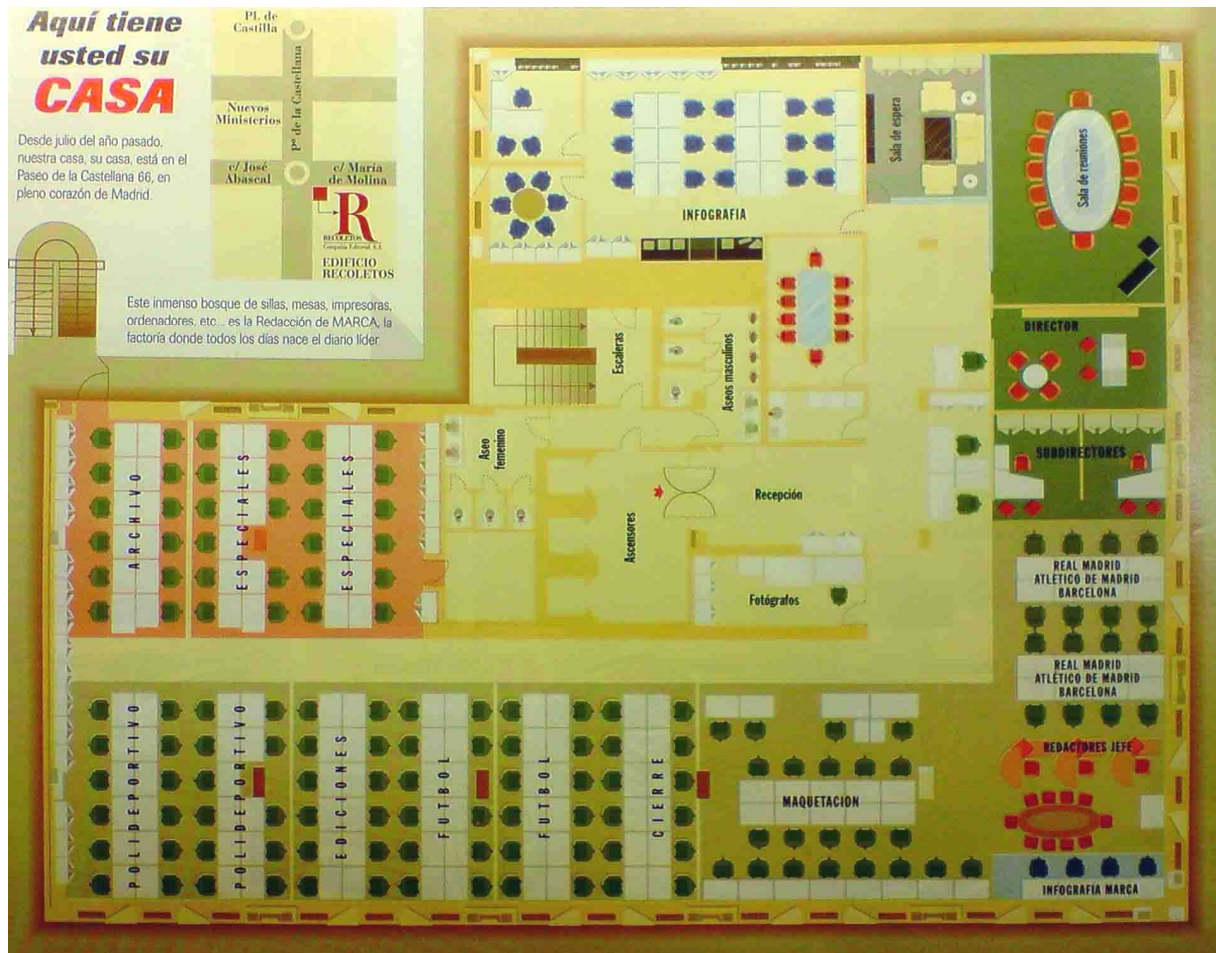 Aquí tiene
usted su
CASA
Desde julio del año pasado,
nuestra casa, su casa, está en el
Paseo de la Castellana 66, en
pleno corazón de Madrid.
Pl. de
Castilla
Pº de la Castellana
Nuevos
Ministerios
c/ José
Abascal
c/ María
de Molina
R
RECOLETOS
Compañía Editorial, S.A.
EDIFICIO
RECOLETOS
Este inmenso bosque de sillas, mesas, impresoras,
ordenadores, etc... es la Redacción de MARCA, la
factoría donde todos los días nace el diario líder.
INFOGRAFIA
Sala de espera
Sala de reuniones
DIRECTOR
SUBDIRECTORES
Escaleras
Aseos masculinos
Aseo
femenino
Ascensores
Recepción
Fotógrafos
ARCHIVO
ESPECIALES
ESPECIALES
REAL MADRID
ATLÉTICO DE MADRID
BARCELONA
REAL MADRID
ATLÉTICO DE MADRID
BARCELONA
REDACTORES JEFE
POLIDEPORTIVO
POLIDEPORTIVO
EDICIONES
FUTBOL
FUTBOL
CIERRE
MAQUETACION
INFOGRAFIA MARCA